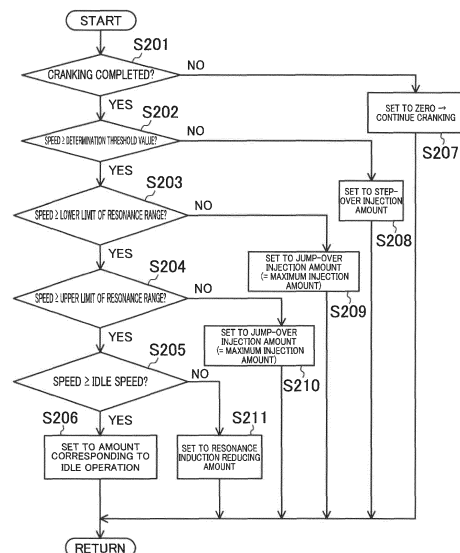 START
S201
CRANKING COMPLETED?
NO
YES
SET TO ZERO →
CONTINUE CRANKING
S207
S202
SPEED ≥ DETERMINATION THRESHOLD VALUE?
NO
YES
SET TO STEP-
OVER INJECTION
AMOUNT
S208
S203
SPEED ≥ LOWER LIMIT OF RESONANCE RANGE?
NO
YES
SET TO JUMP-OVER
INJECTION AMOUNT
(= MAXIMUM INJECTION
AMOUNT)
S209
S204
SPEED ≥ UPPER LIMIT OF RESONANCE RANGE?
NO
YES
SET TO JUMP-OVER
INJECTION AMOUNT
(= MAXIMUM INJECTION
AMOUNT)
S210
S205
SPEED ≥ IDLE SPEED?
NO
YES
S206
SET TO AMOUNT
CORRESPONDING TO
IDLE OPERATION
S211
SET TO RESONANCE
INDUCTION REDUCING
AMOUNT
RETURN